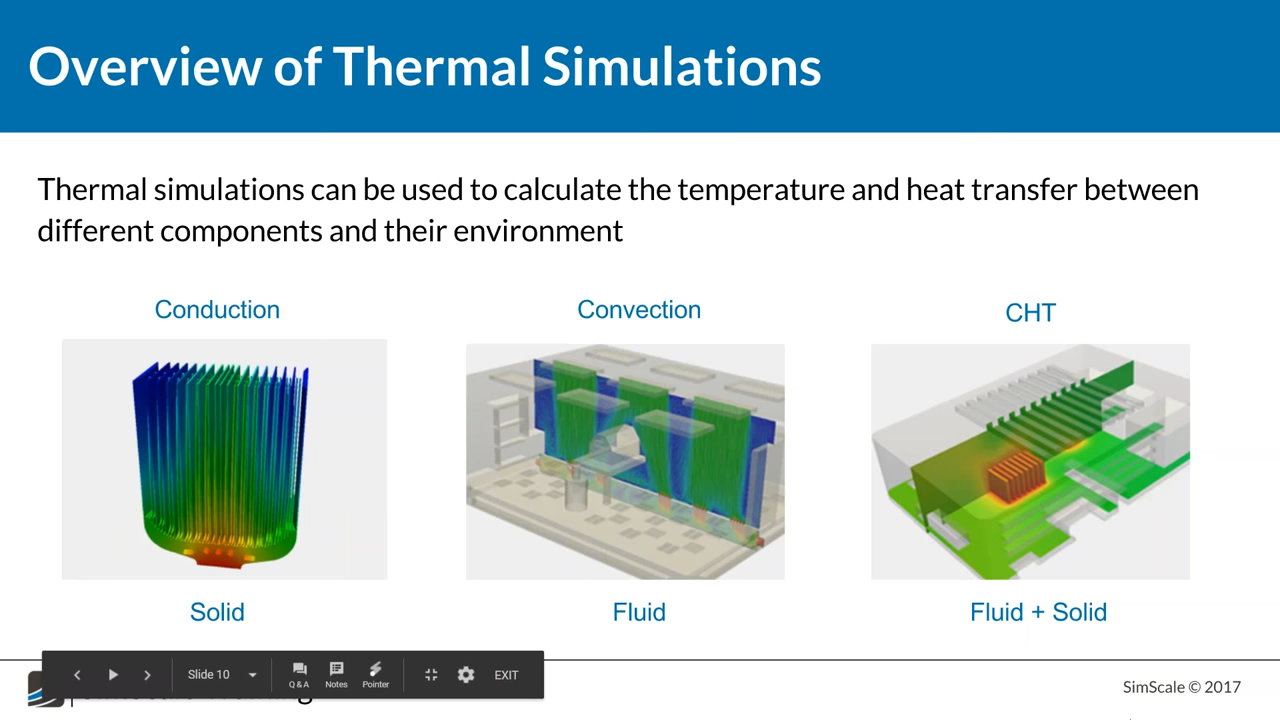 Overview of Thermal Simulations
Thermal simulations can be used to calculate the temperature and heat transfer between
different components and their environment
Conduction
Convection
CHT
Solid
Fluid
Fluid + Solid
Slide 10
Q & A
Notes
Pointer
EXIT
SimScale © 2017